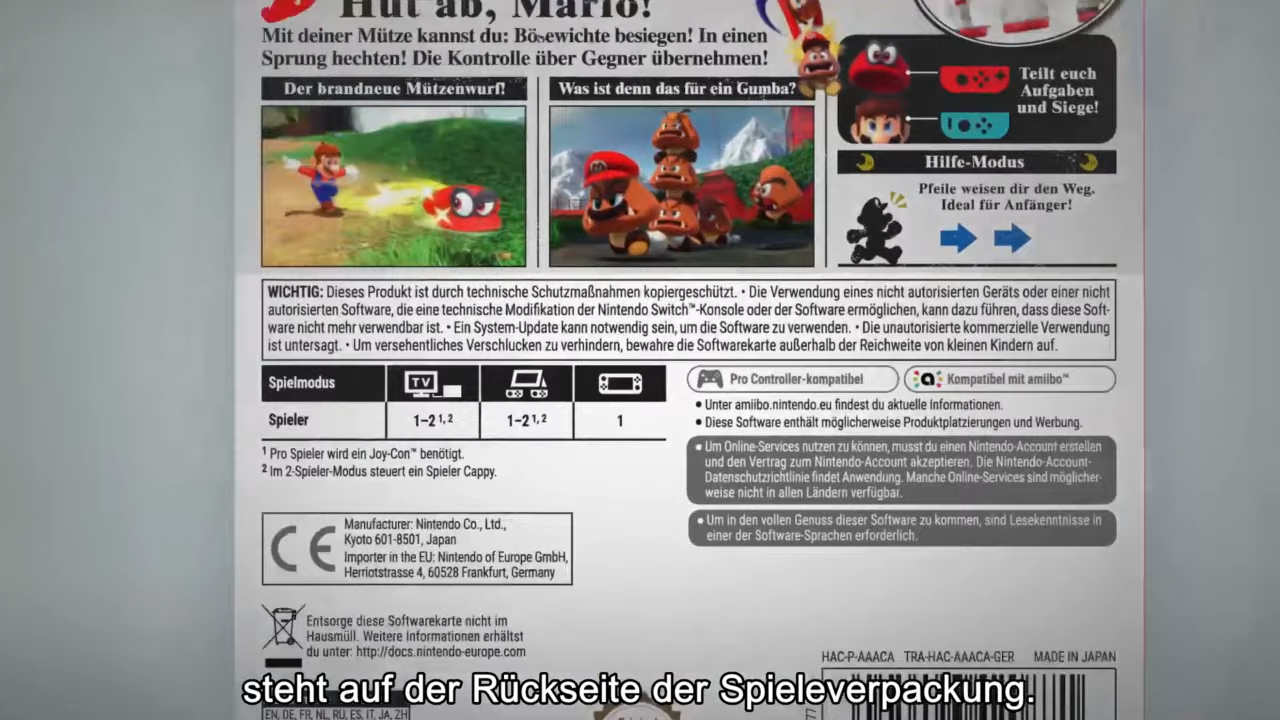 Hut ab, Mario!
Mit deiner Mütze kannst du: Bösewichte besiegen! In einen
Sprung hechten! Die Kontrolle über Gegner übernehmen!
Der brandneue Mützenwurf!
Was ist denn das für ein Gumba?
Teilt euch
Aufgaben
und Siege!
Hilfe-Modus
Pfeile weisen dir den Weg.
Ideal für Anfänger!
WICHTIG: Dieses Produkt ist durch technische Schutzmaßnahmen kopiergeschützt. • Die Verwendung eines nicht autorisierten Geräts oder einer nicht
autorisierten Software, die eine technische Modifikation der Nintendo Switch™-Konsole oder der Software ermöglichen, kann dazu führen, dass diese Soft-
ware nicht mehr verwendbar ist. • Ein System-Update kann notwendig sein, um die Software zu verwenden. • Die unautorisierte kommerzielle Verwendung
ist untersagt. • Um versehentliches Verschlucken zu verhindern, bewahre die Softwarekarte außerhalb der Reichweite von kleinen Kindern auf.
Spielmodus TV
Spieler 1–2 1, 2 1–2 1, 2 1
1 Pro Spieler wird ein Joy-Con™ benötigt.
2 Im 2-Spieler-Modus steuert ein Spieler Cappy.
Pro Controller-kompatibel
a Kompatibel mit amiibo™
• Unter amiibo.nintendo.eu findest du aktuelle Informationen.
• Diese Software enthält möglicherweise Produktplatzierungen und Werbung.
• Um Online-Services nutzen zu können, musst du einen Nintendo-Account erstellen
und den Vertrag zum Nintendo-Account akzeptieren. Die Nintendo-Account-
Datenschutzrichtlinie findet Anwendung. Manche Online-Services sind möglicher-
weise nicht in allen Ländern verfügbar.
• Um in den vollen Genuss dieser Software zu kommen, sind Lesekenntnisse in
einer der Software-Sprachen erforderlich.
CE
Manufacturer: Nintendo Co., Ltd.,
Kyoto 601-8501, Japan
Importer in the EU: Nintendo of Europe GmbH,
Herriotstrasse 4, 60528 Frankfurt, Germany
Entsorge diese Softwarekarte nicht im
Hausmüll. Weitere Informationen erhältst
du unter: http://docs.nintendo-europe.com
HAC-P-AAACA TRA-HAC-AAACA-GER MADE IN JAPAN
steht auf der Rückseite der Spieleverpackung.
EN, DE, FR, NL, RU, ES, IT, JA, ZH